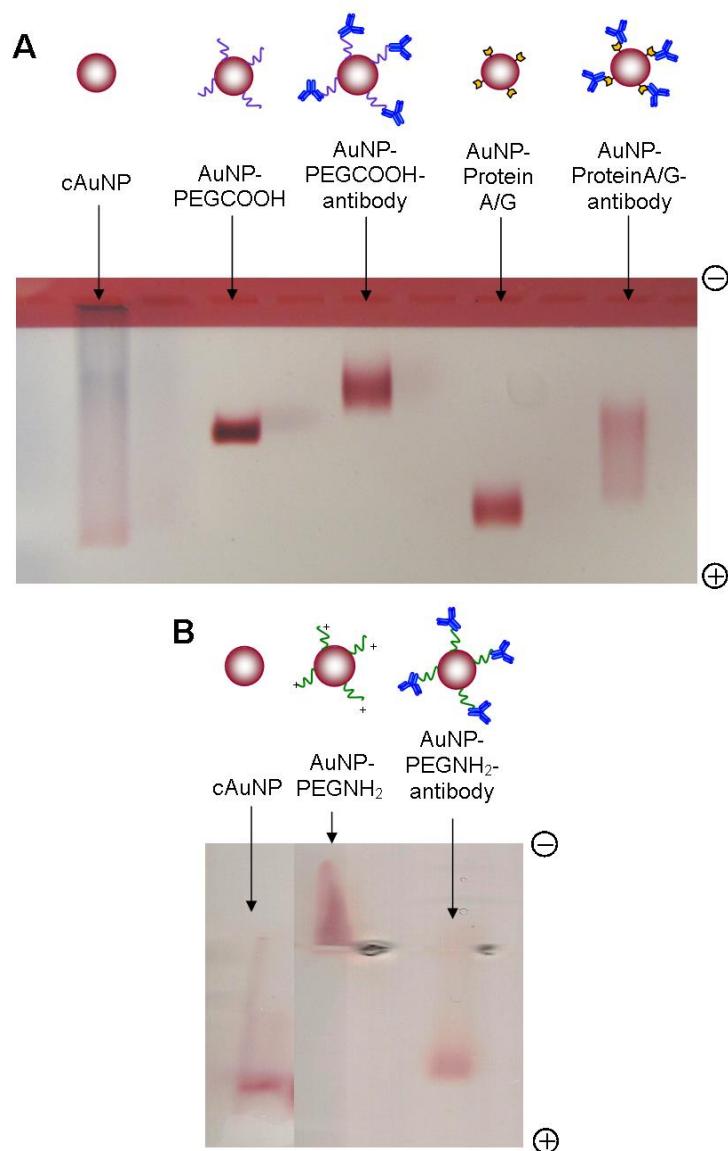 A
cAuNP
AuNP-
PEGCOOH
AuNP-
PEGCOOH-
antibody
AuNP-
Protein
A/G
AuNP-
ProteinA/G-
antibody
−
+
B
+
+
+
+
cAuNP
AuNP-
PEGNH₂
AuNP-
PEGNH₂-
antibody
−
+